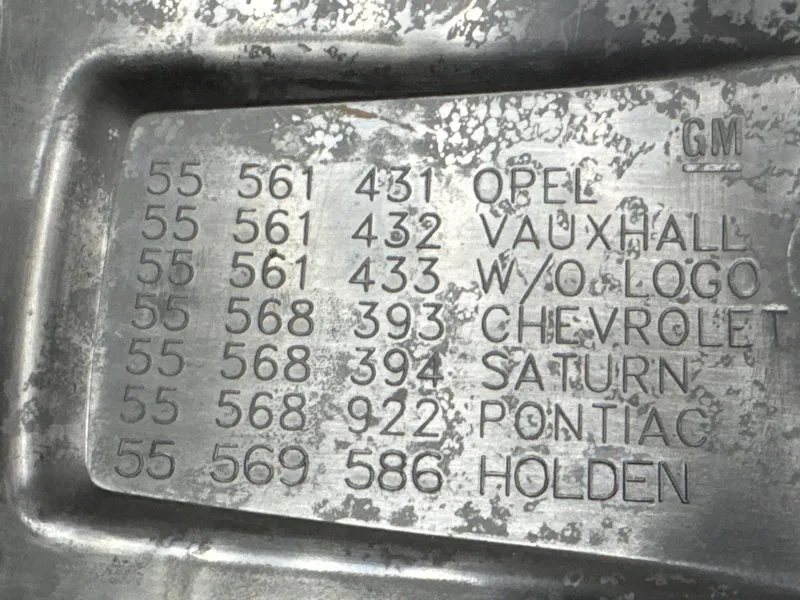 GM
55 561 431 OPEL
55 561 432 VAUXHALL
55 561 433 W/O LOGO
55 568 393 CHEVROLET
55 568 394 SATURN
55 568 922 PONTIAC
55 569 586 HOLDEN